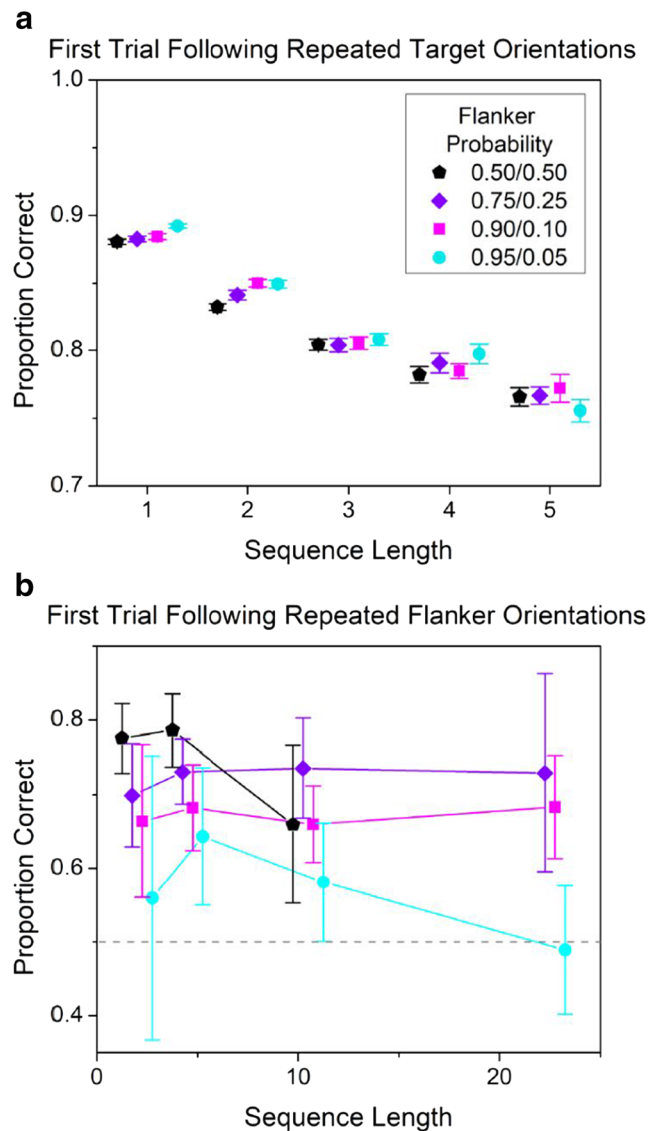 a
First Trial Following Repeated Target Orientations
1.0
0.9
0.8
0.7
Proportion Correct
Flanker
Probability
0.50/0.50
0.75/0.25
0.90/0.10
0.95/0.05
1 2 3 4 5
Sequence Length
b
First Trial Following Repeated Flanker Orientations
0.8
0.6
0.4
Proportion Correct
0 10 20
Sequence Length